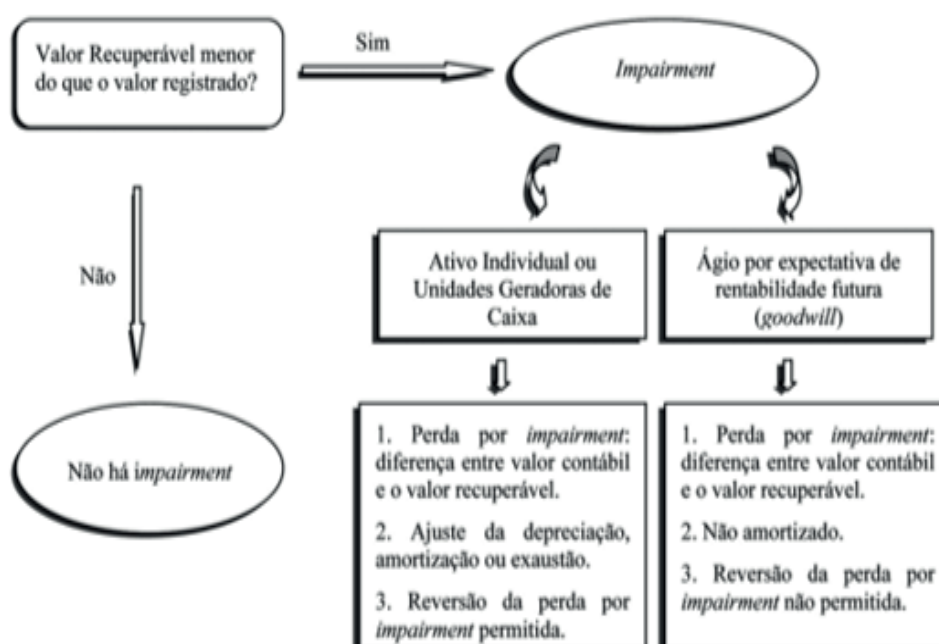 Valor Recuperável menor
do que o valor registrado?
Sim
Impairment
Não
Não há impairment
Ativo Individual ou
Unidades Geradoras de
Caixa
Ágio por expectativa de
rentabilidade futura
(goodwill)
1. Perda por impairment:
diferença entre valor contábil
e o valor recuperável.
2. Ajuste da depreciação,
amortização ou exaustão.
3. Reversão da perda por
impairment permitida.
1. Perda por impairment:
diferença entre valor contábil
e o valor recuperável.
2. Não amortizado.
3. Reversão da perda por
impairment não permitida.